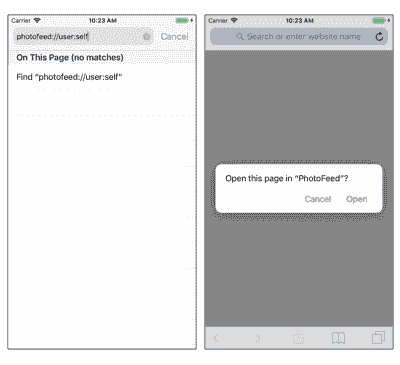 Carrier 10:23 AM
photofeed://user:self Cancel
On This Page (no matches)
Find “photofeed://user:self”
Carrier 10:23 AM
Search or enter website name
Open this page in “PhotoFeed”?
Cancel Open